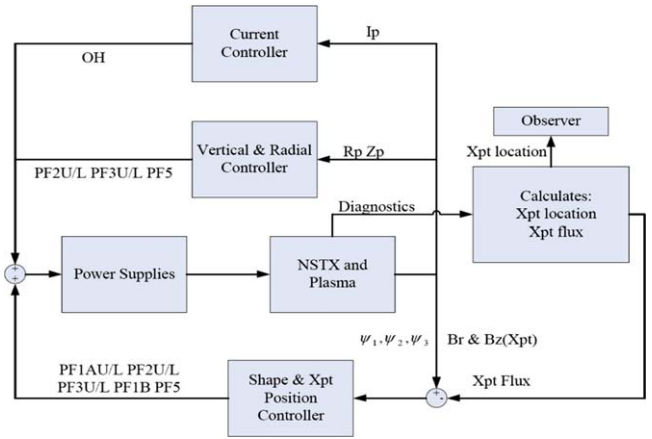 Current
Controller
Ip
OH
Observer
Vertical & Radial
Controller
Rp Zp
Xpt location
PF2U/L PF3U/L PF5
Calculates:
Xpt location
Xpt flux
Diagnostics
+
+
Power Supplies
NSTX and
Plasma
ψ1, ψ2, ψ3
Br & Bz(Xpt)
PF1AU/L PF2U/L
PF3U/L PF1B PF5
Shape & Xpt
Position
Controller
+
-
Xpt Flux